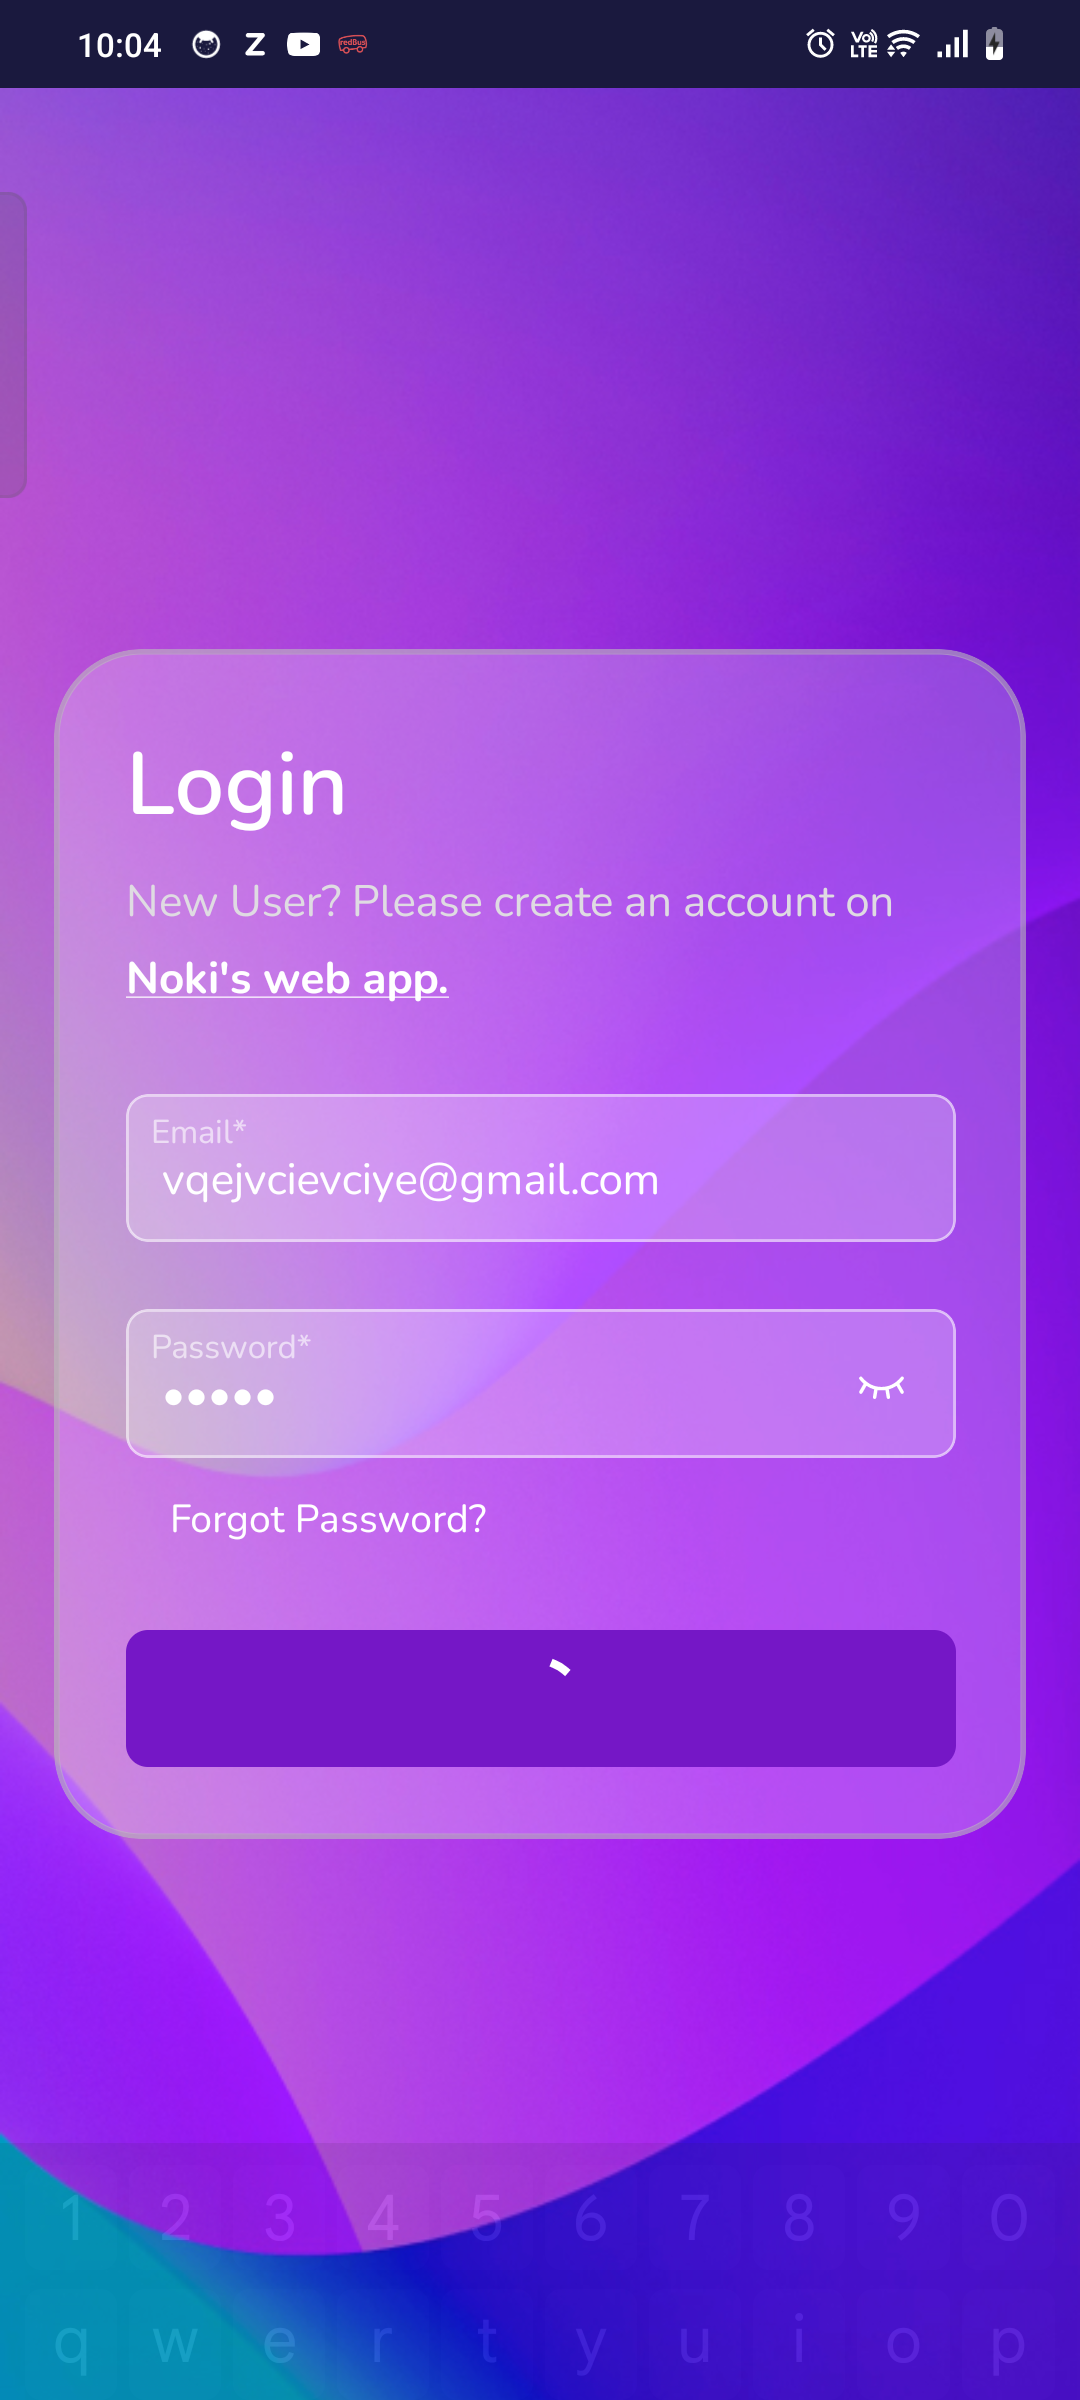 10:04 Z redBus Vo) LTE
Login
New User? Please create an account on
Noki's web app.
Email*
vqejvcievciye@gmail.com
Password*
•••••
Forgot Password?
1 2 3 4 5 6 7 8 9 0
q w e r t y u i o p